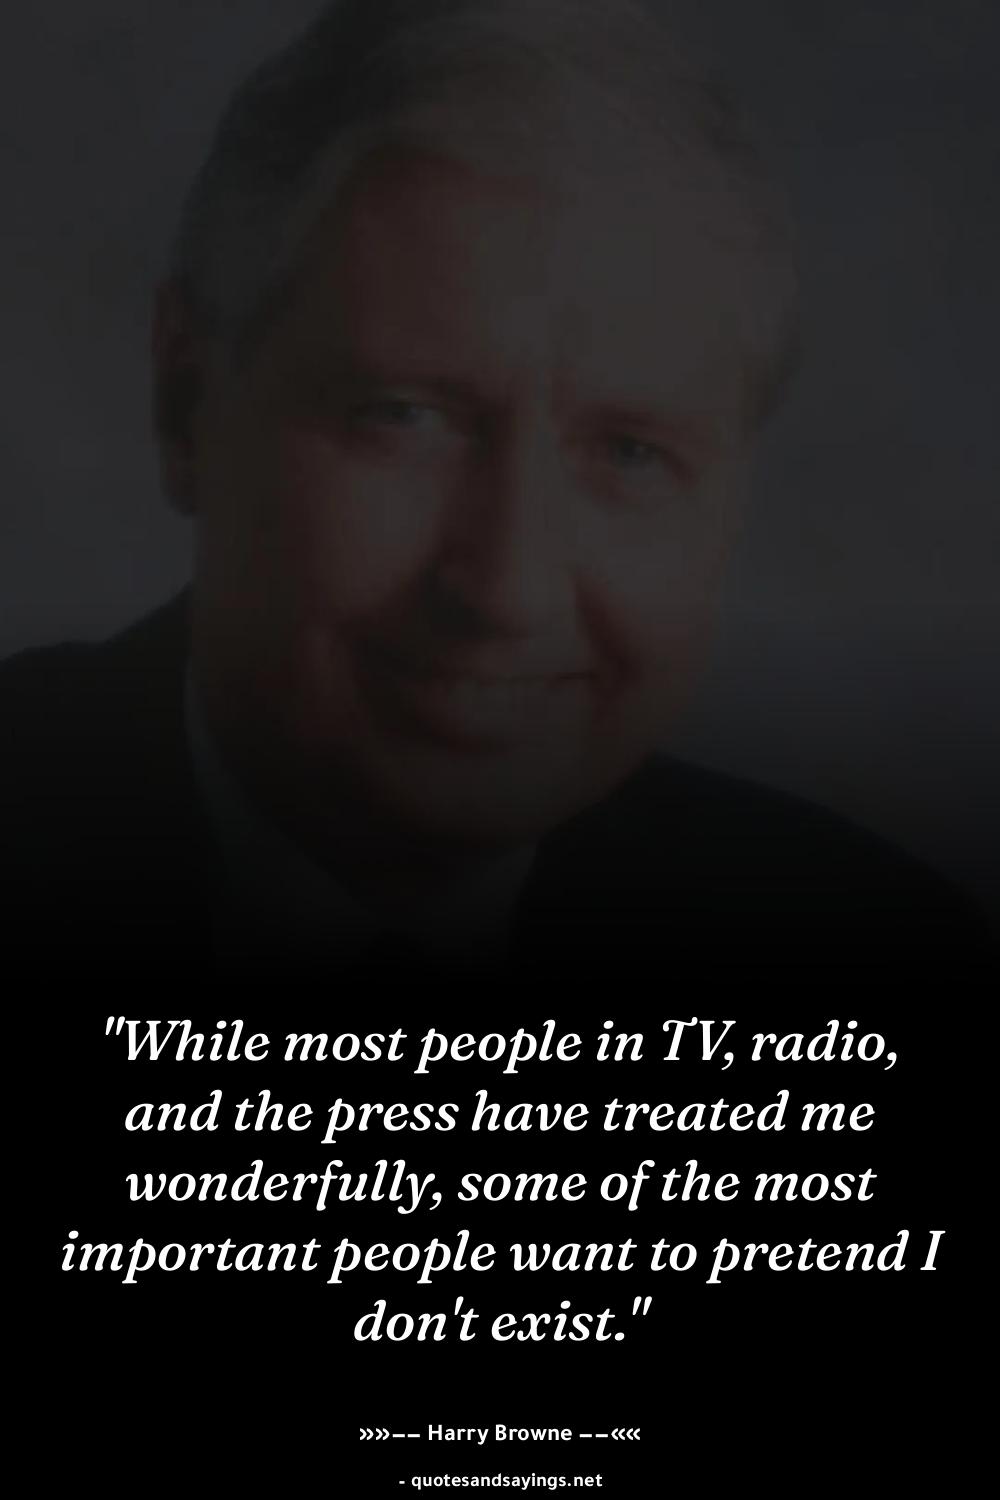 "While most people in TV, radio,
and the press have treated me
wonderfully, some of the most
important people want to pretend I
don't exist."
»»−− Harry Browne −−««
- quotesandsayings.net